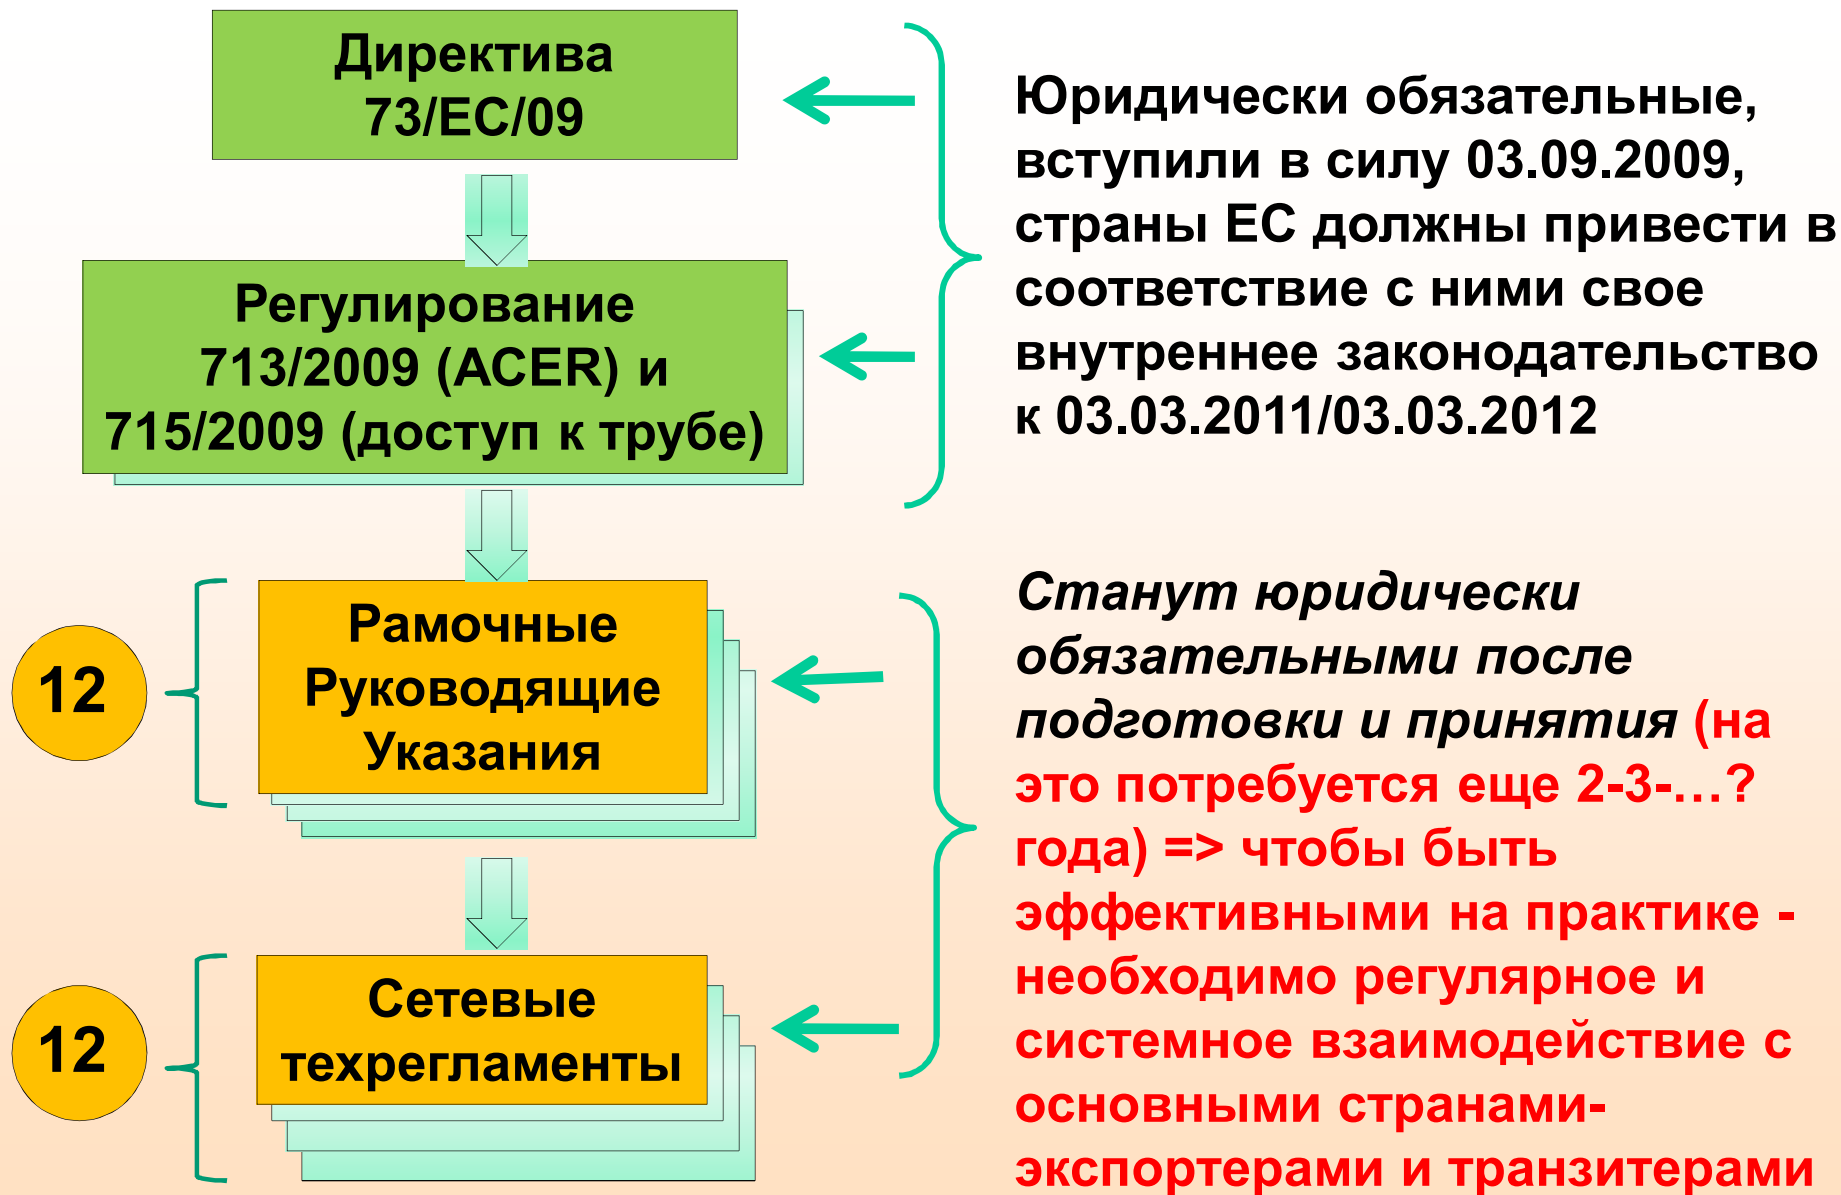 Директива
73/ЕС/09
Регулирование
713/2009 (ACER) и
715/2009 (доступ к трубе)
Юридически обязательные,
вступили в силу 03.09.2009,
страны ЕС должны привести в
соответствие с ними свое
внутреннее законодательство
к 03.03.2011/03.03.2012
12
Рамочные
Руководящие
Указания
12
Сетевые
техрегламенты
Станут юридически
обязательными после
подготовки и принятия (на
это потребуется еще 2-3-…?
года) => чтобы быть
эффективными на практике -
необходимо регулярное и
системное взаимодействие с
основными странами-
экспортерами и транзитерами